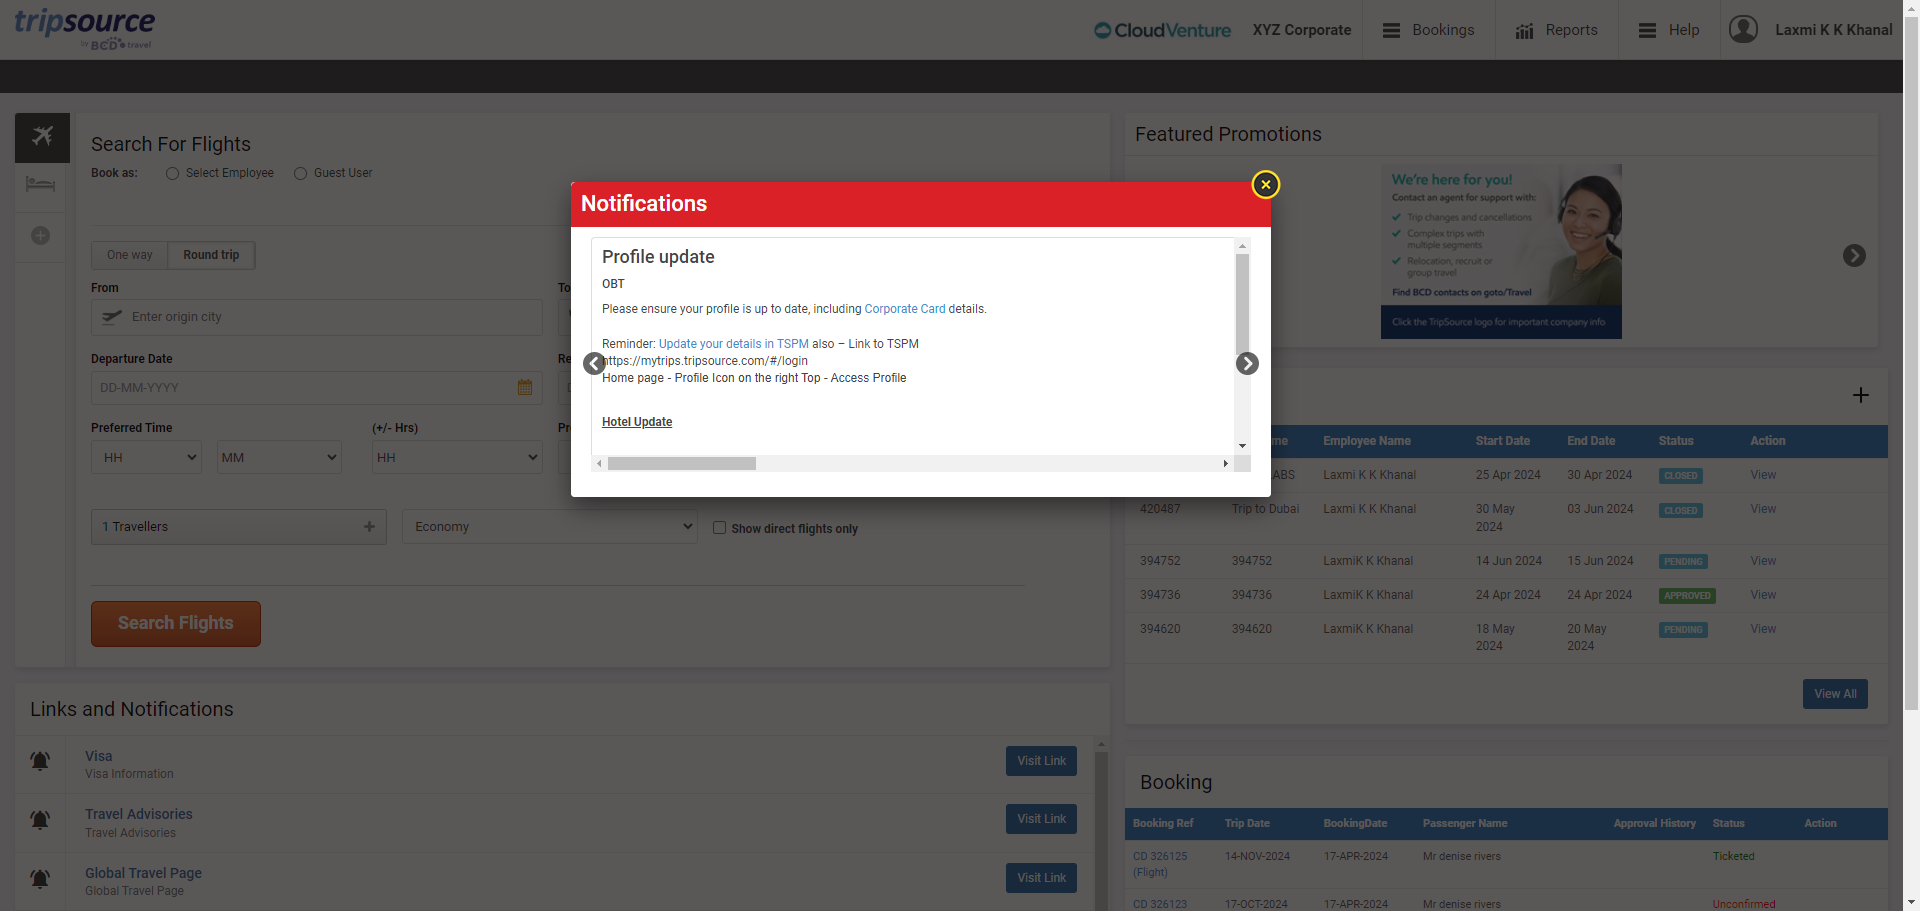 tripsource
by BCD travel
CloudVenture
XYZ Corporate
Bookings
Reports
Help
Laxmi K K Khanal
Search For Flights
Book as:
Select Employee
Guest User
One way
Round trip
From
To
Enter origin city
Departure Date
Re
DD-MM-YYYY
Preferred Time
(+/- Hrs)
Pr
HH
MM
HH
1 Travellers
Economy
Show direct flights only
Search Flights
Notifications
Profile update
OBT
Please ensure your profile is up to date, including Corporate Card details.
Reminder: Update your details in TSPM also – Link to TSPM
https://mytrips.tripsource.com/#/login
Home page - Profile Icon on the right Top - Access Profile
Hotel Update
Featured Promotions
We're here for you!
Contact an agent for support with:
Trip changes and cancellations
Complex trips with
multiple segments
Relocation, recruit or
group travel
Find BCD contacts on goto/Travel
Click the TripSource logo for important company info
me Employee Name Start Date End Date Status Action
ABS Laxmi K K Khanal 25 Apr 2024 30 Apr 2024 CLOSED View
420487 Trip to Dubai Laxmi K K Khanal 30 May 03 Jun 2024 CLOSED View
2024
394752 394752 LaxmiK K Khanal 14 Jun 2024 15 Jun 2024 PENDING View
394736 394736 LaxmiK K Khanal 24 Apr 2024 24 Apr 2024 APPROVED View
394620 394620 LaxmiK K Khanal 18 May 20 May PENDING View
2024 2024
View All
Links and Notifications
Visa
Visa Information
Visit Link
Travel Advisories
Travel Advisories
Visit Link
Global Travel Page
Global Travel Page
Visit Link
Booking
Booking Ref Trip Date BookingDate Passenger Name Approval History Status Action
CD 326125 14-NOV-2024 17-APR-2024 Mr denise rivers Ticketed
(Flight)
CD 326123 17-OCT-2024 17-APR-2024 Mr denise rivers Unconfirmed